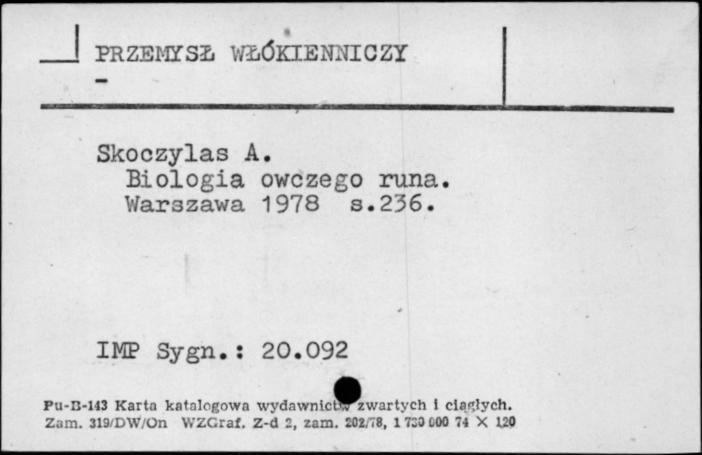 PRZEMYSŁ WŁÓKIENNICZY
-
Skoczylas A.
Biologia owczego runa.
Warszawa 1978 s.236.
IMP Sygn.: 20.092
Pu-B-143 Karta katalogowa wydawnictw zwartych i ciągłych.
Zam. 319/DW/On WZGraf. Z-d 2, zam. 202/78, 1 730 000 74 X 120